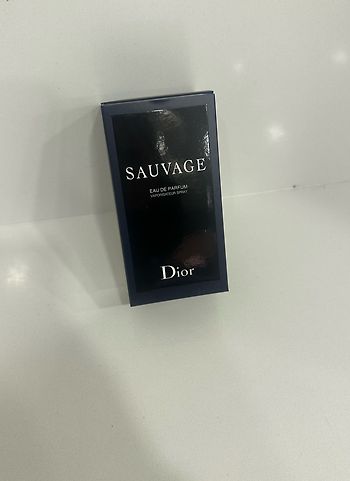 SAUVAGE
EAU DE PARFUM
VAPORISATEUR SPRAY
Dior